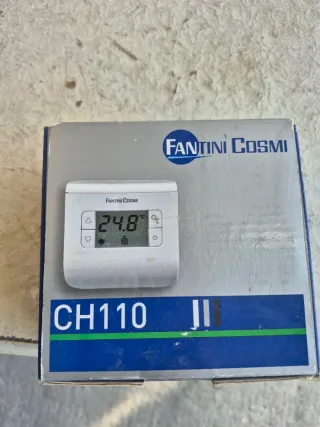 FANTINI COSMI
FANTINI COSMI
24.8°C
CH110